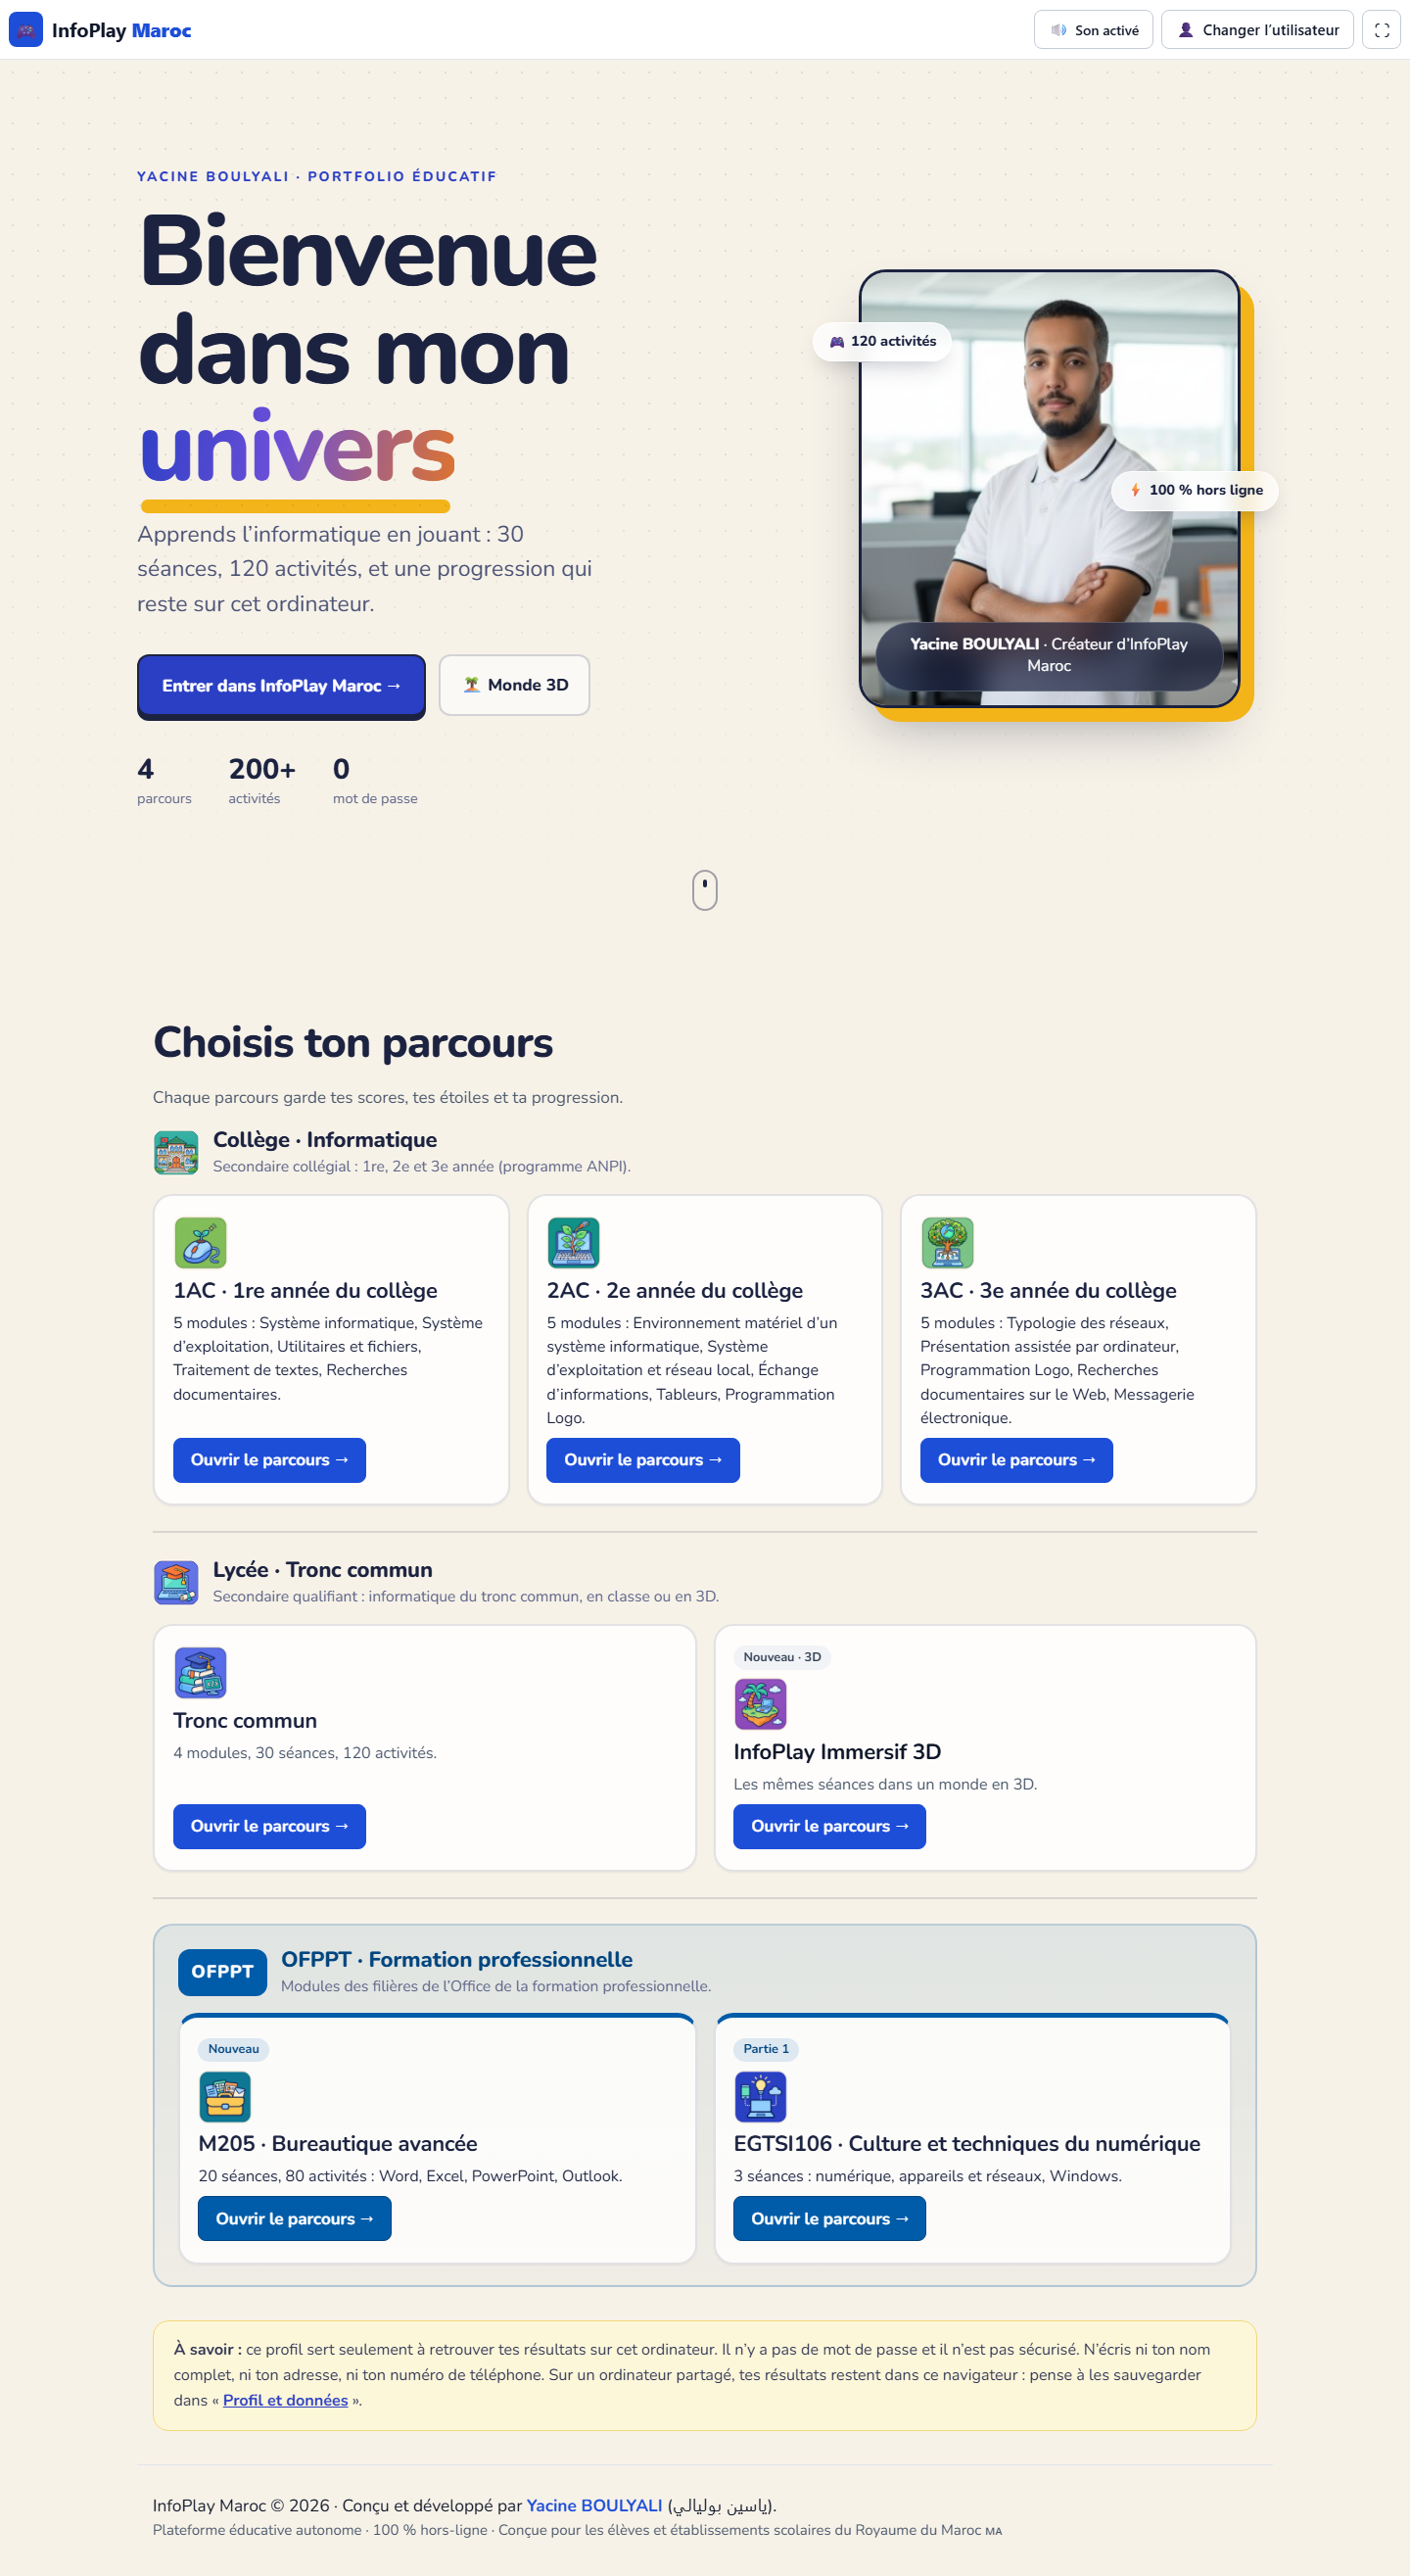 InfoPlay Maroc
Son activé
Changer l’utilisateur
YACINE BOULYALI · PORTFOLIO ÉDUCATIF
Bienvenue
dans mon
univers
Apprends l’informatique en jouant : 30
séances, 120 activités, et une progression qui
reste sur cet ordinateur.
Entrer dans InfoPlay Maroc →
Monde 3D
4
parcours
200+
activités
0
mot de passe
120 activités
100 % hors ligne
Yacine BOULYALI · Créateur d’InfoPlay
Maroc
Choisis ton parcours
Chaque parcours garde tes scores, tes étoiles et ta progression.
Collège · Informatique
Secondaire collégial : 1re, 2e et 3e année (programme ANPI).
1AC · 1re année du collège
5 modules : Système informatique, Système
d’exploitation, Utilitaires et fichiers,
Traitement de textes, Recherches
documentaires.
Ouvrir le parcours →
2AC · 2e année du collège
5 modules : Environnement matériel d’un
système informatique, Système
d’exploitation et réseau local, Échange
d’informations, Tableurs, Programmation
Logo.
Ouvrir le parcours →
3AC · 3e année du collège
5 modules : Typologie des réseaux,
Présentation assistée par ordinateur,
Programmation Logo, Recherches
documentaires sur le Web, Messagerie
électronique.
Ouvrir le parcours →
Lycée · Tronc commun
Secondaire qualifiant : informatique du tronc commun, en classe ou en 3D.
Tronc commun
4 modules, 30 séances, 120 activités.
Ouvrir le parcours →
Nouveau · 3D
InfoPlay Immersif 3D
Les mêmes séances dans un monde en 3D.
Ouvrir le parcours →
OFPPT
OFPPT · Formation professionnelle
Modules des filières de l’Office de la formation professionnelle.
Nouveau
M205 · Bureautique avancée
20 séances, 80 activités : Word, Excel, PowerPoint, Outlook.
Ouvrir le parcours →
Partie 1
EGTSI106 · Culture et techniques du numérique
3 séances : numérique, appareils et réseaux, Windows.
Ouvrir le parcours →
À savoir : ce profil sert seulement à retrouver tes résultats sur cet ordinateur. Il n’y a pas de mot de passe et il n’est pas sécurisé. N’écris ni ton nom
complet, ni ton adresse, ni ton numéro de téléphone. Sur un ordinateur partagé, tes résultats restent dans ce navigateur : pense à les sauvegarder
dans « Profil et données ».
InfoPlay Maroc © 2026 · Conçu et développé par Yacine BOULYALI (ياسين بوليالي).
Plateforme éducative autonome · 100 % hors-ligne · Conçue pour les élèves et établissements scolaires du Royaume du Maroc MA